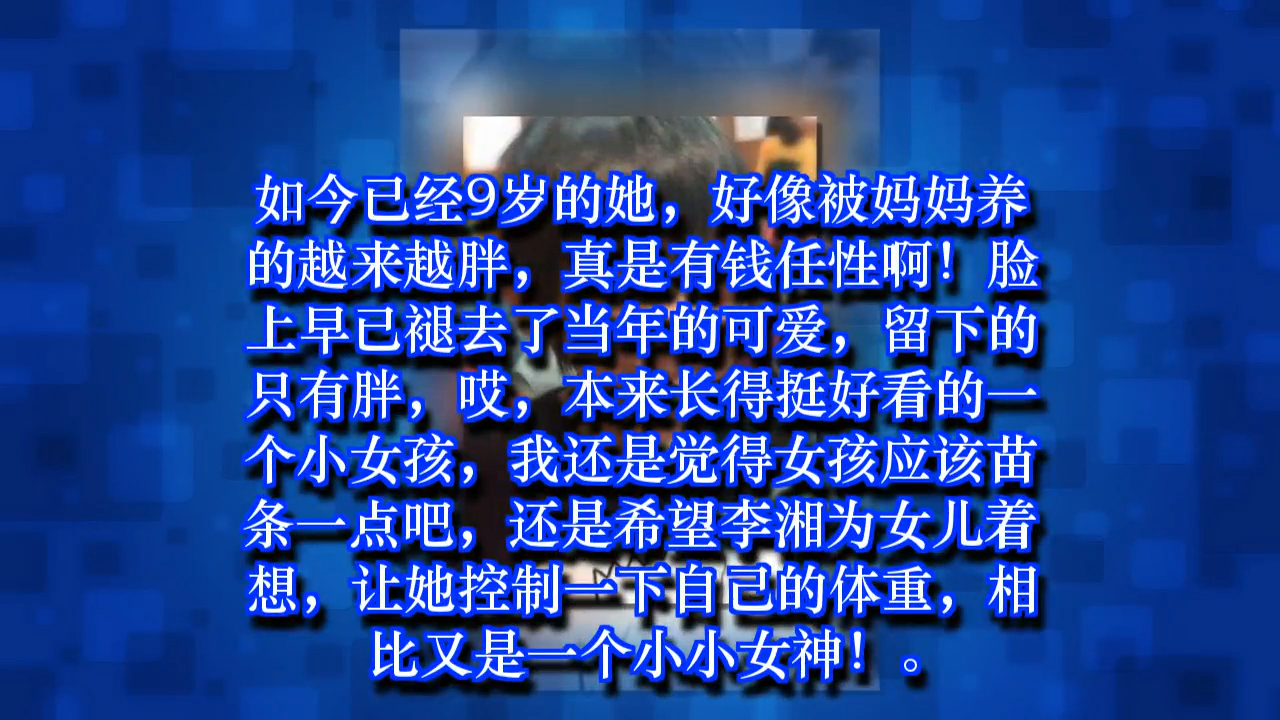 如今已经9岁的她，好像被妈妈养
的越来越胖，真是有钱任性啊！脸
上早已褪去了当年的可爱，留下的
只有胖，哎，本来长得挺好看的一
个小女孩，我还是觉得女孩应该苗
条一点吧，还是希望李湘为女儿着
想，让她控制一下自己的体重，相
比又是一个小小女神！。